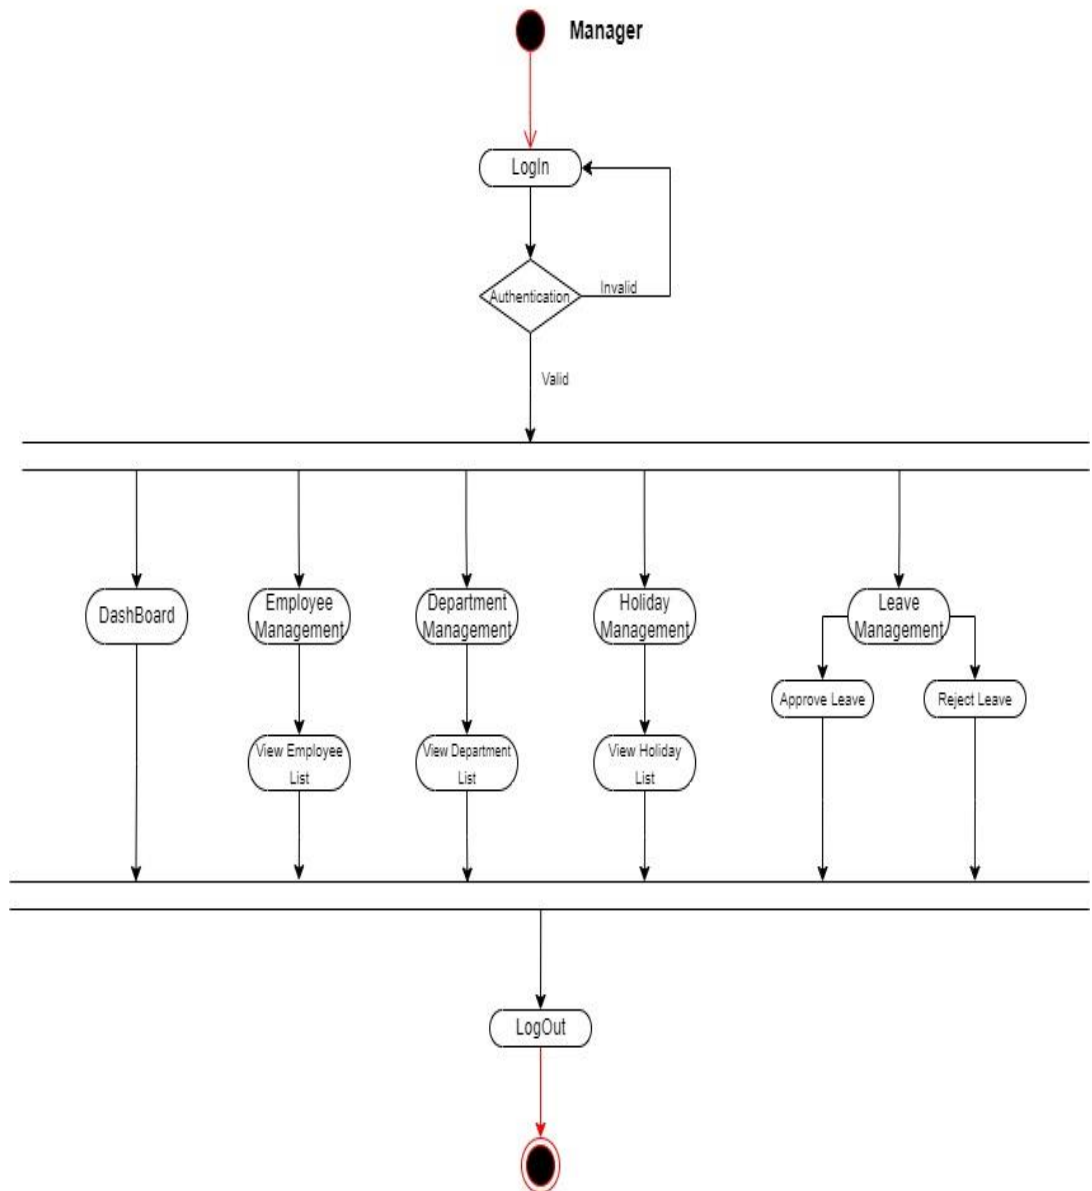 Manager
LogIn
Authentication
Invalid
Valid
DashBoard
Employee
Management
Department
Management
Holiday
Management
Leave
Management
Approve Leave
Reject Leave
View Employee
List
View Department
List
View Holiday
List
LogOut